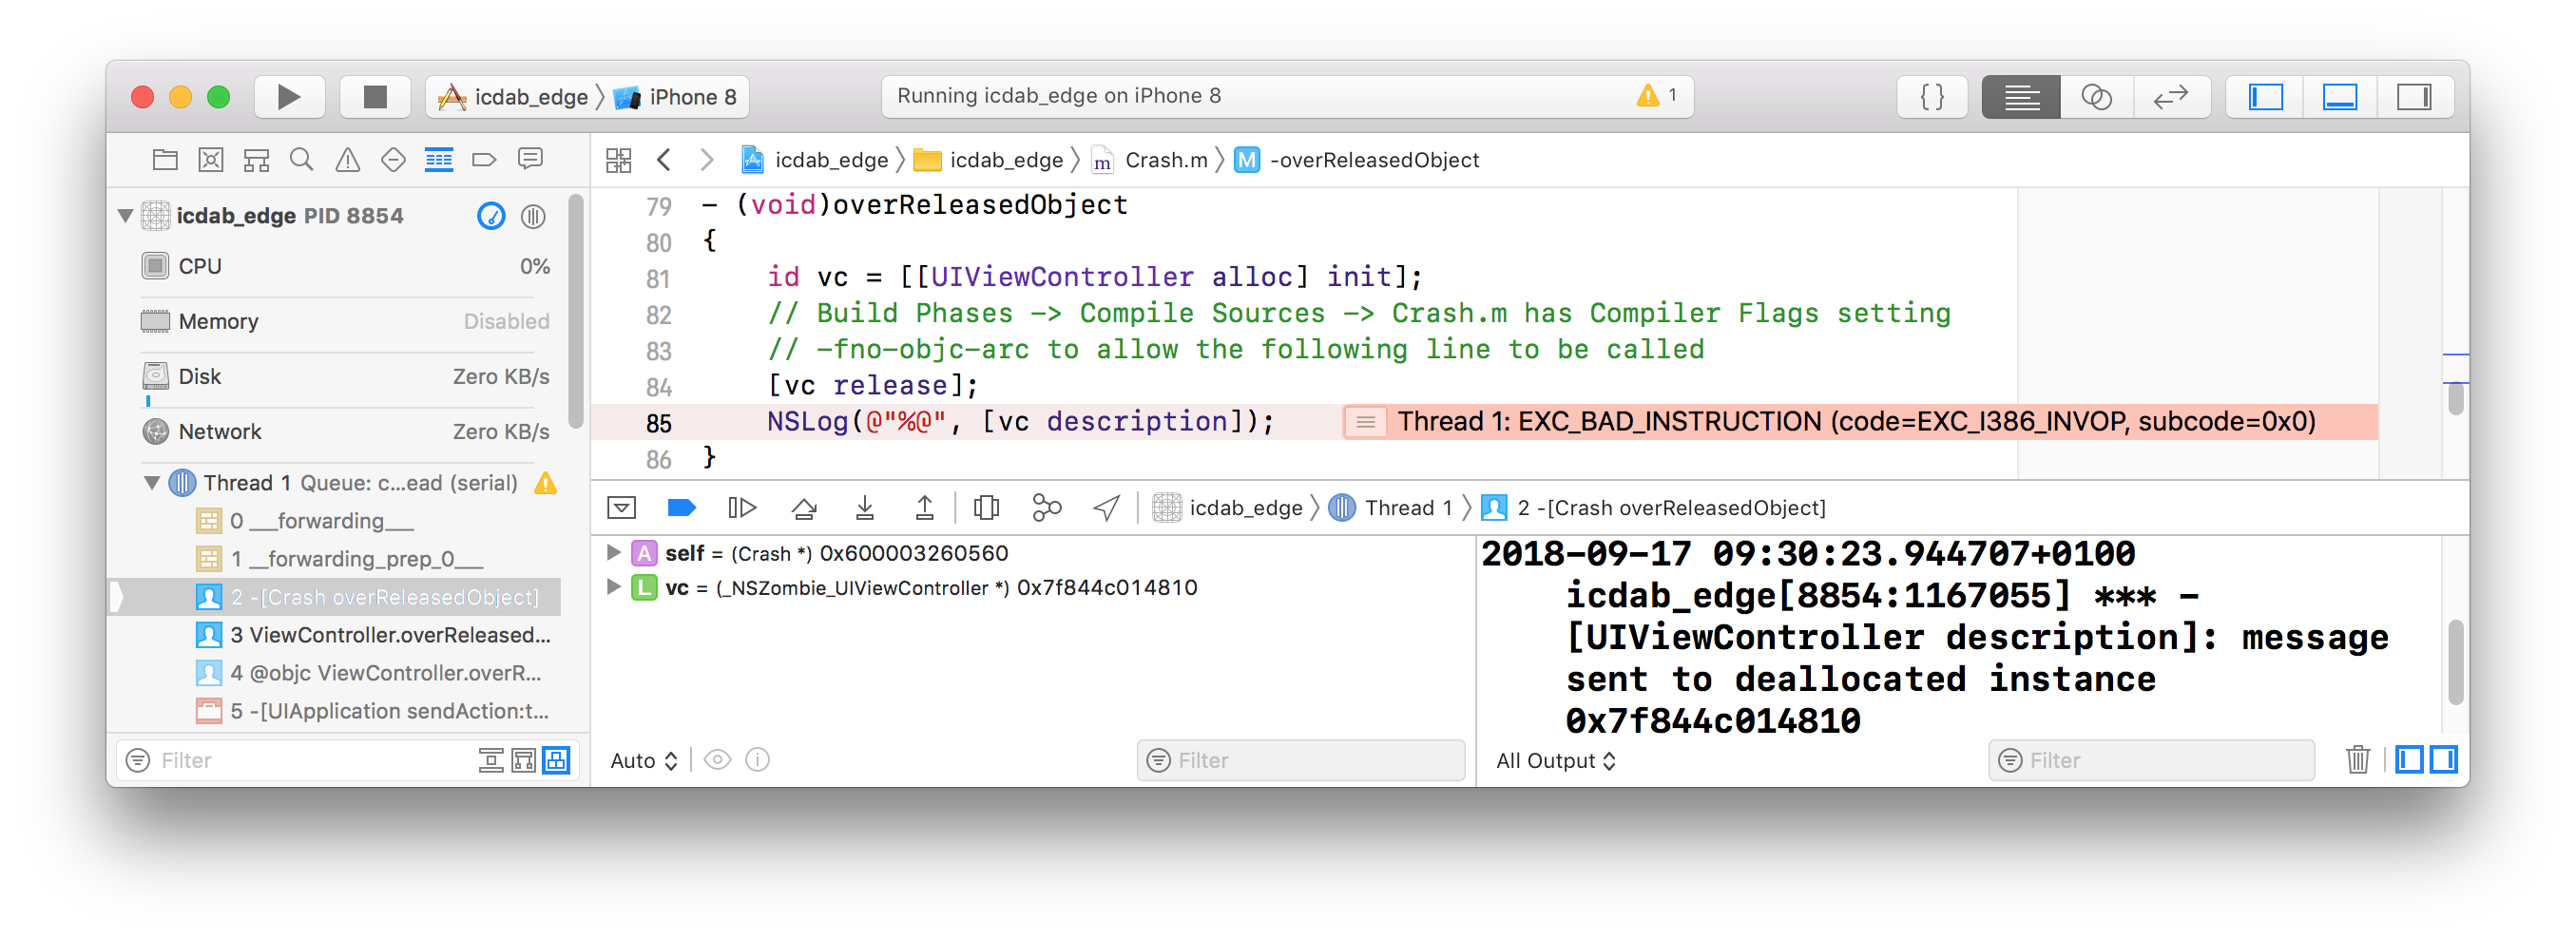 icdab_edge 〉 iPhone 8
Running icdab_edge on iPhone 8
1
{ }
icdab_edge 〉 icdab_edge 〉 m Crash.m 〉 M -overReleasedObject
icdab_edge PID 8854
CPU 0%
Memory Disabled
Disk Zero KB/s
Network Zero KB/s
Thread 1 Queue: c...ead (serial)
0 ___forwarding___
1 __forwarding_prep_0___
2 -[Crash overReleasedObject]
3 ViewController.overReleased...
4 @objc ViewController.overR...
5 -[UIApplication sendAction:t...
Filter
79 - (void)overReleasedObject
80 {
81 id vc = [[UIViewController alloc] init];
82 // Build Phases -> Compile Sources -> Crash.m has Compiler Flags setting
83 // -fno-objc-arc to allow the following line to be called
84 [vc release];
85 NSLog(@"%@", [vc description]); Thread 1: EXC_BAD_INSTRUCTION (code=EXC_I386_INVOP, subcode=0x0)
86 }
icdab_edge 〉 Thread 1 〉 2 -[Crash overReleasedObject]
A self = (Crash *) 0x600003260560
L vc = (_NSZombie_UIViewController *) 0x7f844c014810
Auto
Filter
2018-09-17 09:30:23.944707+0100
icdab_edge[8854:1167055] *** -
[UIViewController description]: message
sent to deallocated instance
0x7f844c014810
All Output
Filter